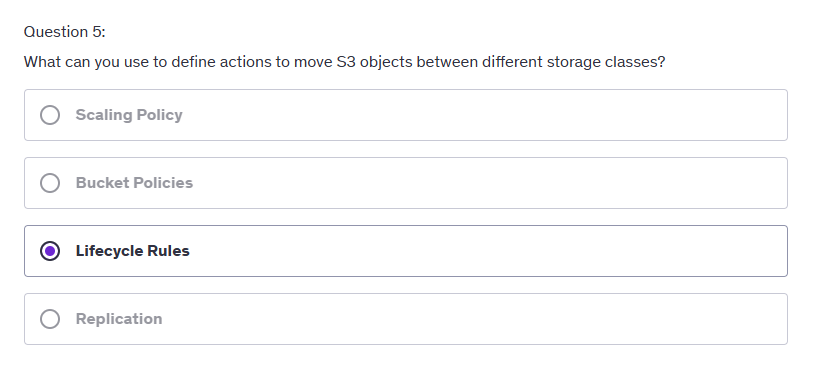 Question 5:
What can you use to define actions to move S3 objects between different storage classes?
Scaling Policy
Bucket Policies
Lifecycle Rules
Replication